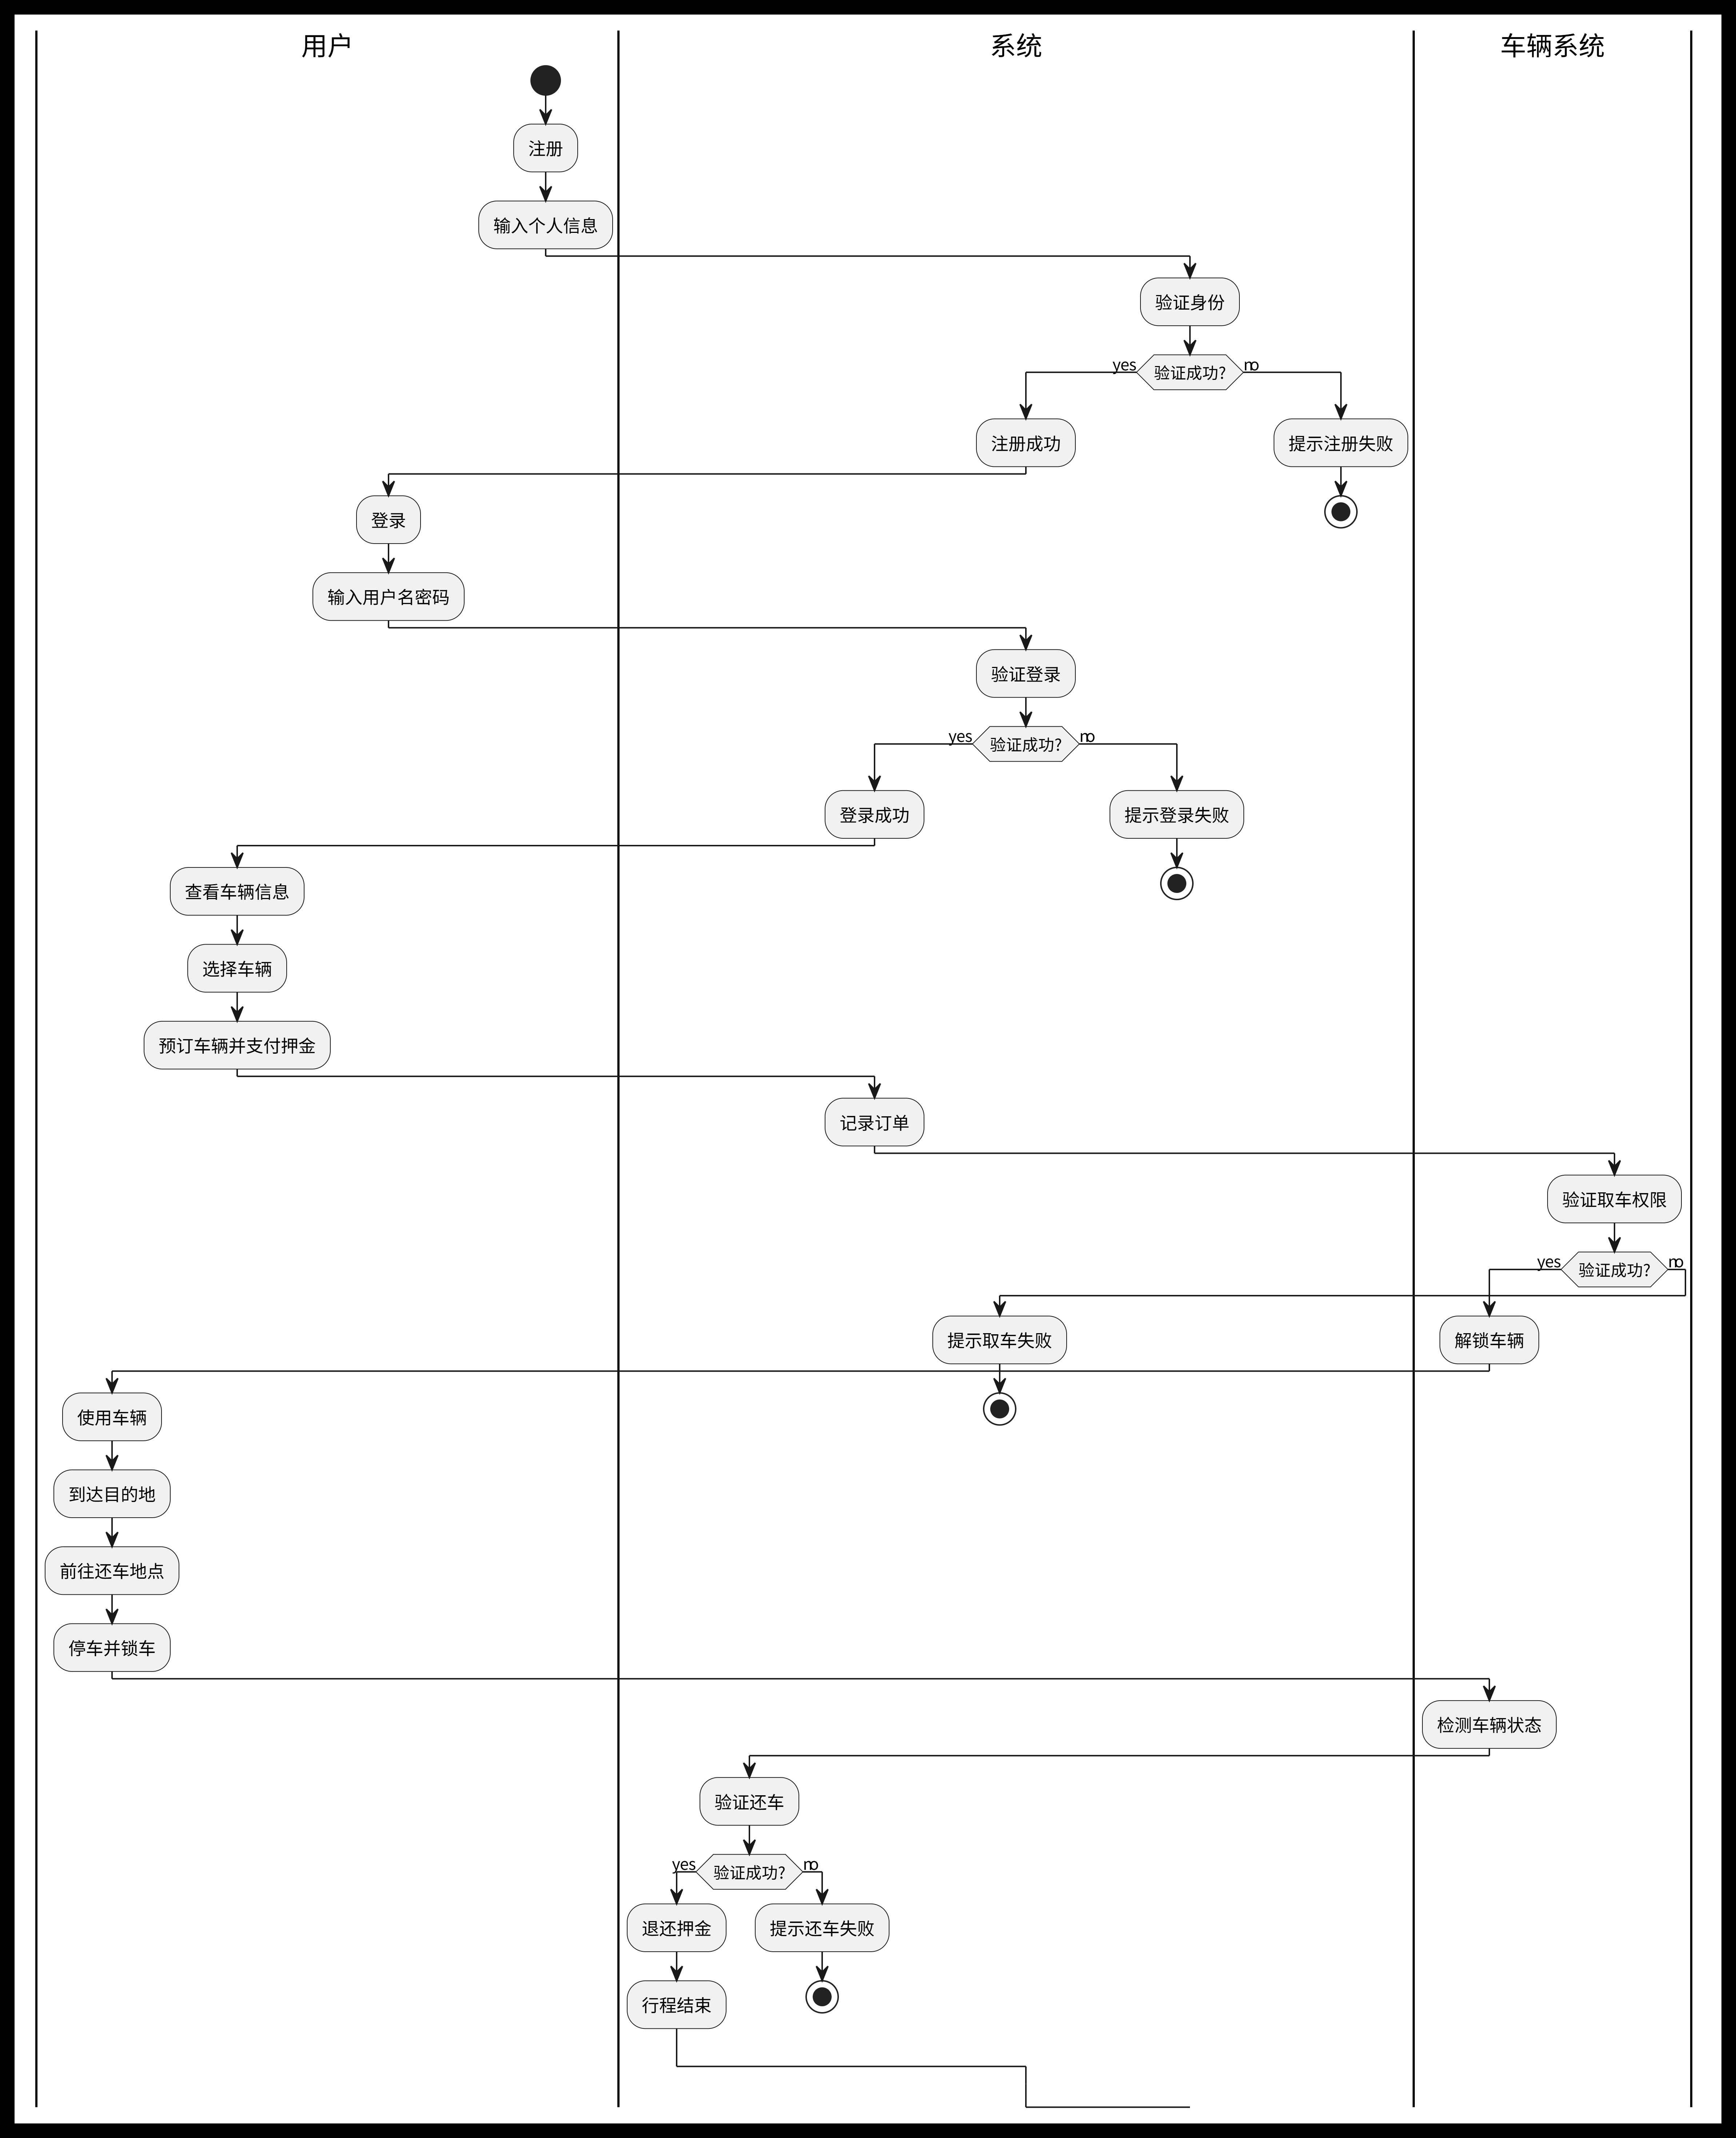 用户
系统
车辆系统
注册
输入个人信息
验证身份
yes
验证成功?
no
注册成功
提示注册失败
登录
输入用户名密码
验证登录
yes
验证成功?
no
登录成功
提示登录失败
查看车辆信息
选择车辆
预订车辆并支付押金
记录订单
验证取车权限
yes
验证成功?
no
提示取车失败
解锁车辆
使用车辆
到达目的地
前往还车地点
停车并锁车
检测车辆状态
验证还车
yes
验证成功?
no
退还押金
提示还车失败
行程结束